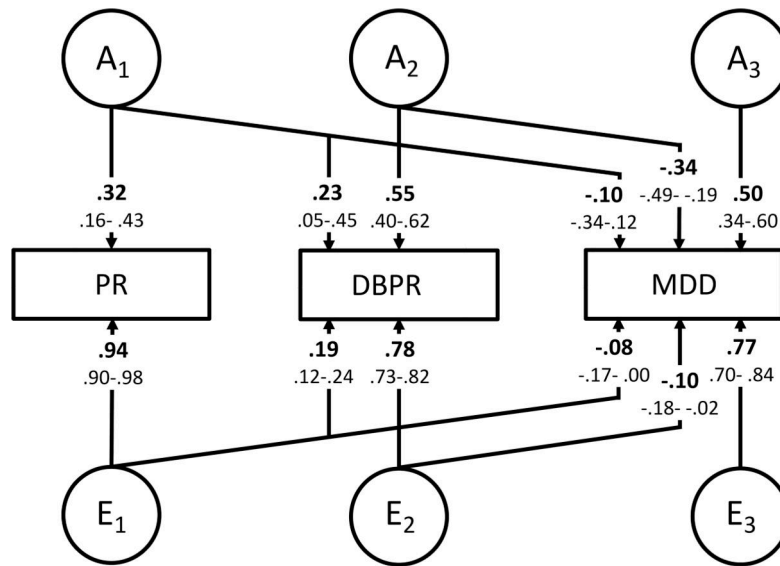 A1 A2 A3
-.34
.32 .23 .55 -.10 -.49- -.19 .50
.16- .43 .05-.45 .40-.62 -.34-.12 .34-.60
PR DBPR MDD
.94 .19 .78 -.08 .77
.90-.98 .12-.24 .73-.82 -.17- .00 -.10 .70-.84
-.18- -.02
E1 E2 E3